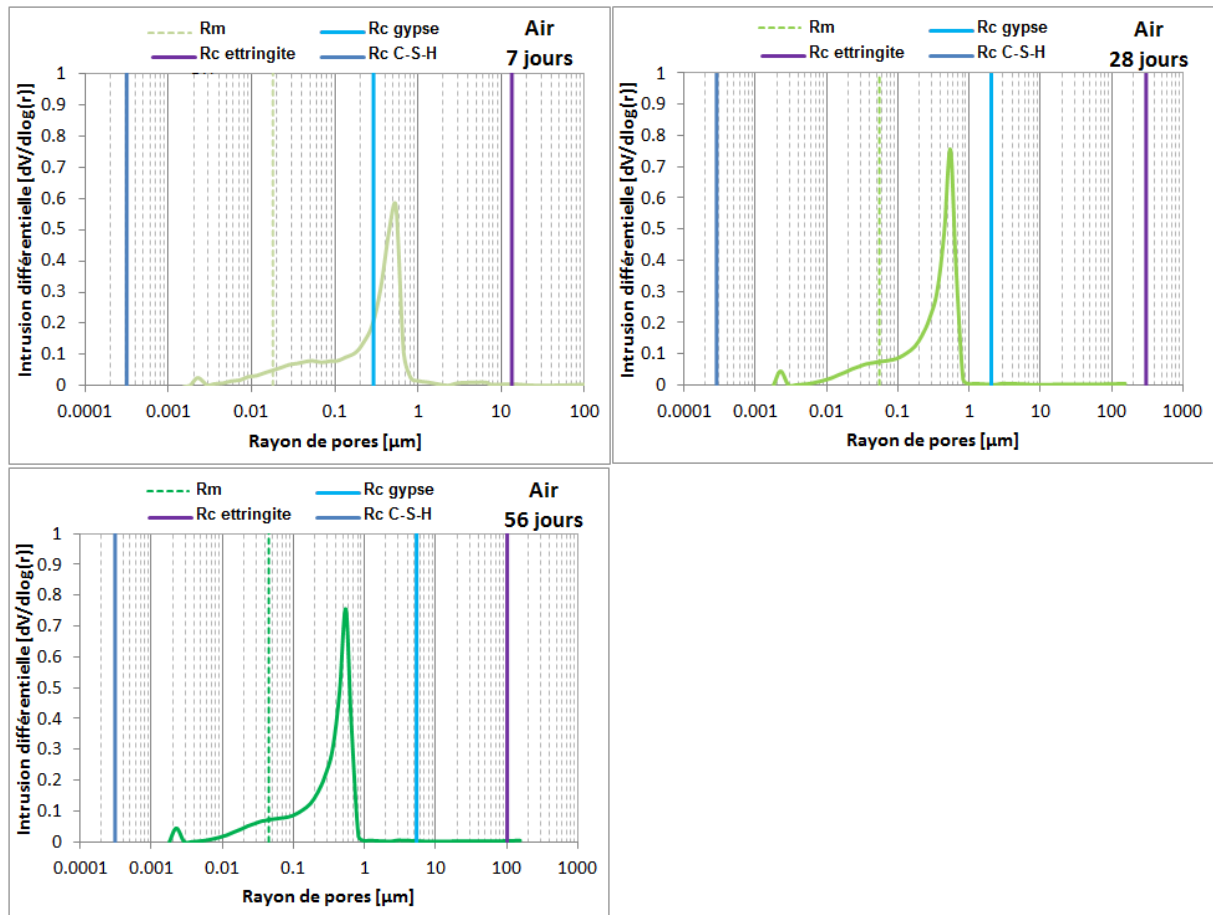 Rm
Rc gypse
Air
Rc ettringite
Rc C-S-H
7 jours
Intrusion différentielle [dV/dlog(r)]
1
0.9
0.8
0.7
0.6
0.5
0.4
0.3
0.2
0.1
0
0.0001 0.001 0.01 0.1 1 10 100
Rayon de pores [µm]
Rm
Rc gypse
Air
Rc ettringite
Rc C-S-H
28 jours
Intrusion différentielle [dV/dlog(r)]
1
0.9
0.8
0.7
0.6
0.5
0.4
0.3
0.2
0.1
0
0.0001 0.001 0.01 0.1 1 10 100 1000
Rayon de pores [µm]
Rm
Rc gypse
Air
Rc ettringite
Rc C-S-H
56 jours
Intrusion différentielle [dV/dlog(r)]
1
0.9
0.8
0.7
0.6
0.5
0.4
0.3
0.2
0.1
0
0.0001 0.001 0.01 0.1 1 10 100 1000
Rayon de pores [µm]